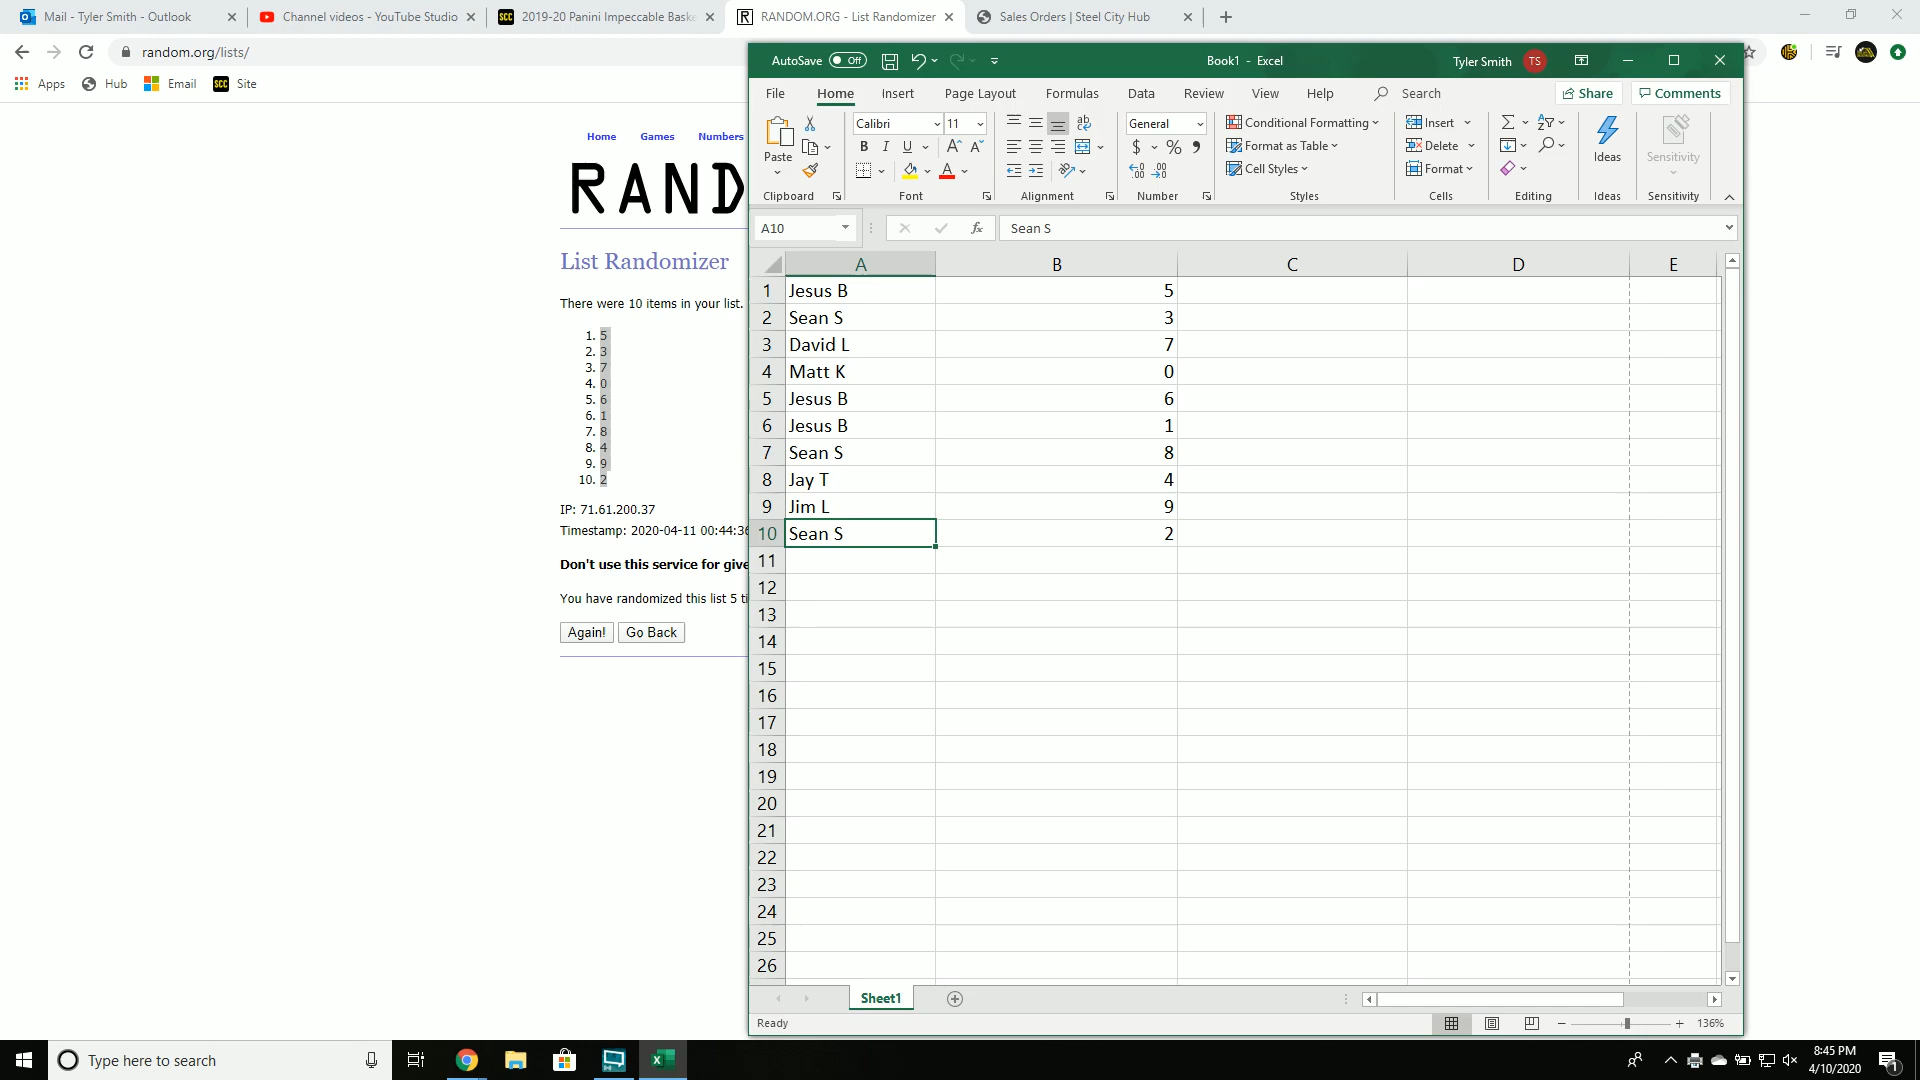 Mail - Tyler Smith - Outlook
Channel videos - YouTube Studio
SCC 2019-20 Panini Impeccable Baske
R RANDOM.ORG - List Randomizer
Sales Orders | Steel City Hub
random.org/lists/
Apps
Hub
Email
SCC Site
Home Games Numbers
RAND
List Randomizer
There were 10 items in your list.
1. 5
2. 3
3. 7
4. 0
5. 6
6. 1
7. 8
8. 4
9. 9
10. 2
IP: 71.61.200.37
Timestamp: 2020-04-11 00:44:36
Don't use this service for give
You have randomized this list 5 ti
Again! Go Back
AutoSave Off
Book1 - Excel
Tyler Smith TS
File Home Insert Page Layout Formulas Data Review View Help Search
Share Comments
Paste
Clipboard
Calibri 11
B I U A A
A
Font
ab
Alignment
General
$ % ,
Number
Conditional Formatting
Format as Table
Cell Styles
Styles
Insert
Delete
Format
Cells
Editing
Ideas
Ideas
Sensitivity
Sensitivity
A10 fx Sean S
A B C D E
1 Jesus B 5
2 Sean S 3
3 David L 7
4 Matt K 0
5 Jesus B 6
6 Jesus B 1
7 Sean S 8
8 Jay T 4
9 Jim L 9
10 Sean S 2
11
12
13
14
15
16
17
18
19
20
21
22
23
24
25
26
Sheet1
Ready
136%
Type here to search
8:45 PM
4/10/2020
1